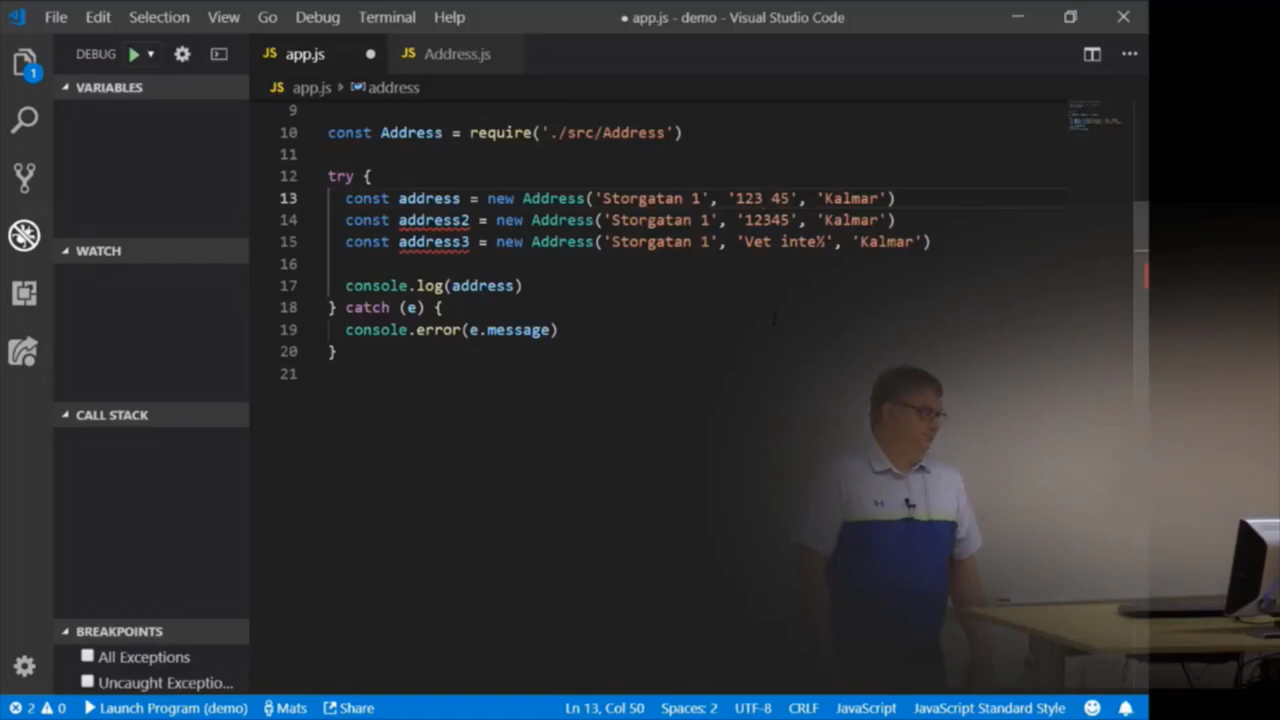 File Edit Selection View Go Debug Terminal Help ● app.js - demo - Visual Studio Code
DEBUG JS app.js ● JS Address.js
VARIABLES
JS app.js address
9
10 const Address = require('./src/Address')
11
12 try {
13 const address = new Address('Storgatan 1', '123 45', 'Kalmar')
14 const address2 = new Address('Storgatan 1', '12345', 'Kalmar')
15 const address3 = new Address('Storgatan 1', 'Vet inte%', 'Kalmar')
16
17 console.log(address)
18 } catch (e) {
19 console.error(e.message)
20 }
21
WATCH
CALL STACK
BREAKPOINTS
All Exceptions
Uncaught Exceptio...
1
2 0 Launch Program (demo) Mats Share Ln 13, Col 50 Spaces: 2 UTF-8 CRLF JavaScript JavaScript Standard Style